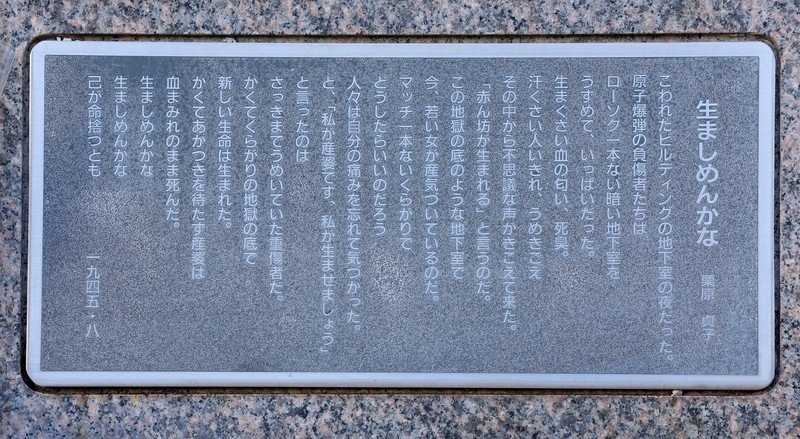 生ましめんかな
栗原 貞子
こわれたビルディングの地下室の夜だった。
原子爆弾の負傷者たちは
ローソク一本ない暗い地下室を
うずめて、いっぱいだった。
生まぐさい血の匂い、死臭。
汗くさい人いきれ、うめきごえ
その中から不思議な声がきこえて来た。
「赤ん坊が生まれる」と言うのだ。
この地獄の底のような地下室で
今、若い女が産気づいているのだ。
マッチ一本ないくらがりで
どうしたらいいのだろう
人々は自分の痛みを忘れて気づかった。
と、「私が産婆です。私が生ませましょう」
と言ったのは
さっきまでうめいていた重傷者だ。
かくてくらがりの地獄の底で
新しい生命は生まれた。
かくてあかつきを待たず産婆は
血まみれのまま死んだ。
生ましめんかな
生ましめんかな
己が命捨つとも
一九四五・八